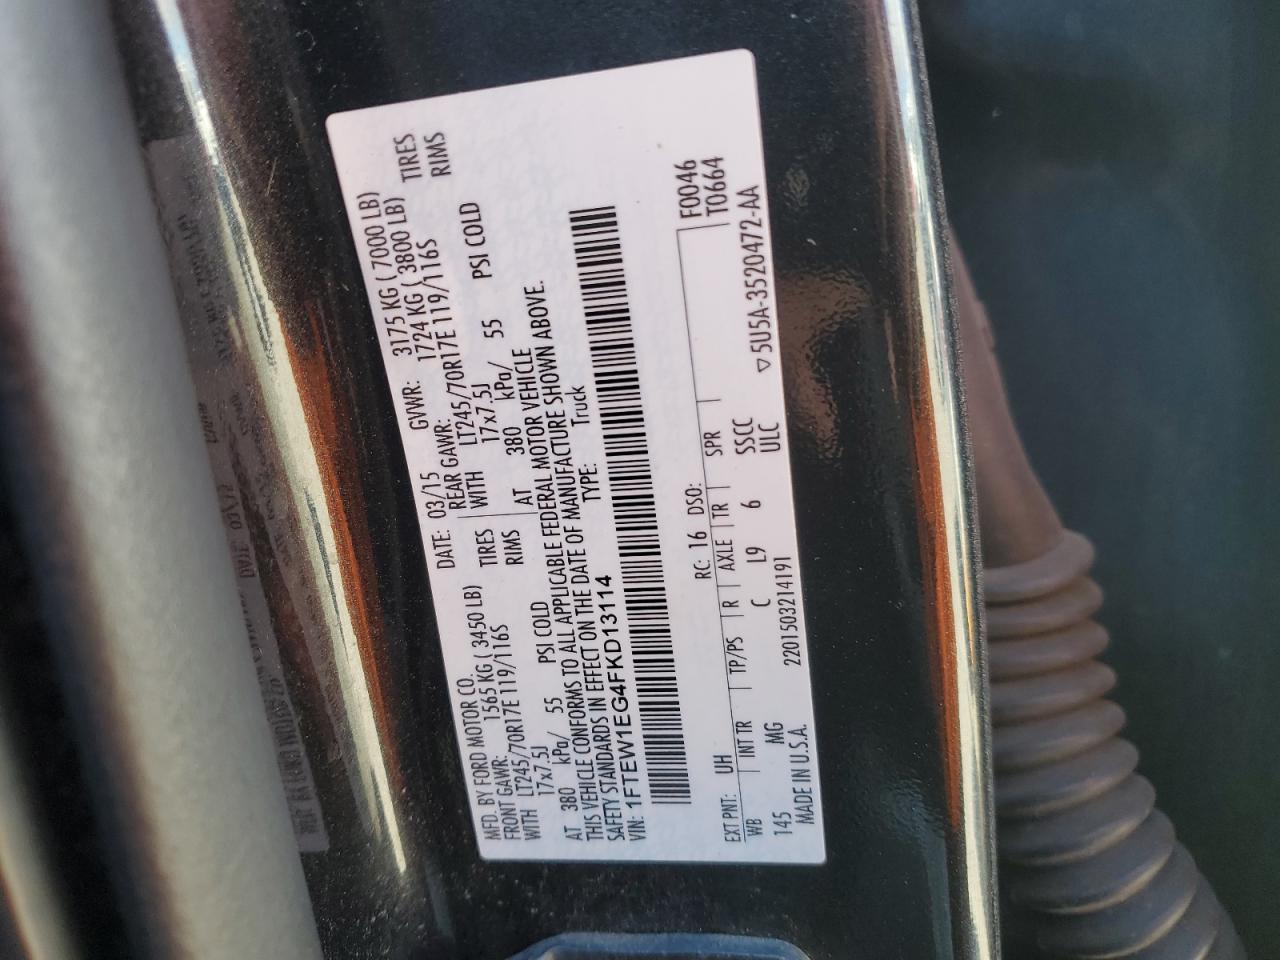 MFD. BY FORD MOTOR CO.
DATE: 03/15 GVWR: 3175 KG ( 7000 LB)
FRONT GAWR: 1565 KG ( 3450 LB) REAR GAWR: 1724 KG ( 3800 LB)
WITH LT245/70R17E 119/116S TIRES WITH LT245/70R17E 119/116S TIRES
17x7.5J RIMS 17x7.5J RIMS
AT 380 kPa/ 55 PSI COLD AT 380 kPa/ 55 PSI COLD
THIS VEHICLE CONFORMS TO ALL APPLICABLE FEDERAL MOTOR VEHICLE
SAFETY STANDARDS IN EFFECT ON THE DATE OF MANUFACTURE SHOWN ABOVE.
VIN: 1FTEW1EG4FKD13114 TYPE: Truck
F0046
T0664
EXT PNT: UH RC: 16 DSO:
WB INT TR TP/PS R AXLE TR SPR
145 MG C L9 6 SSCC
ULC
MADE IN U.S.A. 2201503214191 ▽5U5A-3520472-AA